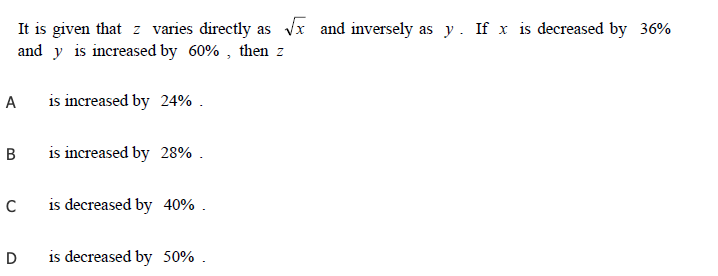 It is given that z varies directly as √x and inversely as y . If x is decreased by 36%
and y is increased by 60% , then z
A is increased by 24% .
B is increased by 28% .
C is decreased by 40% .
D is decreased by 50% .